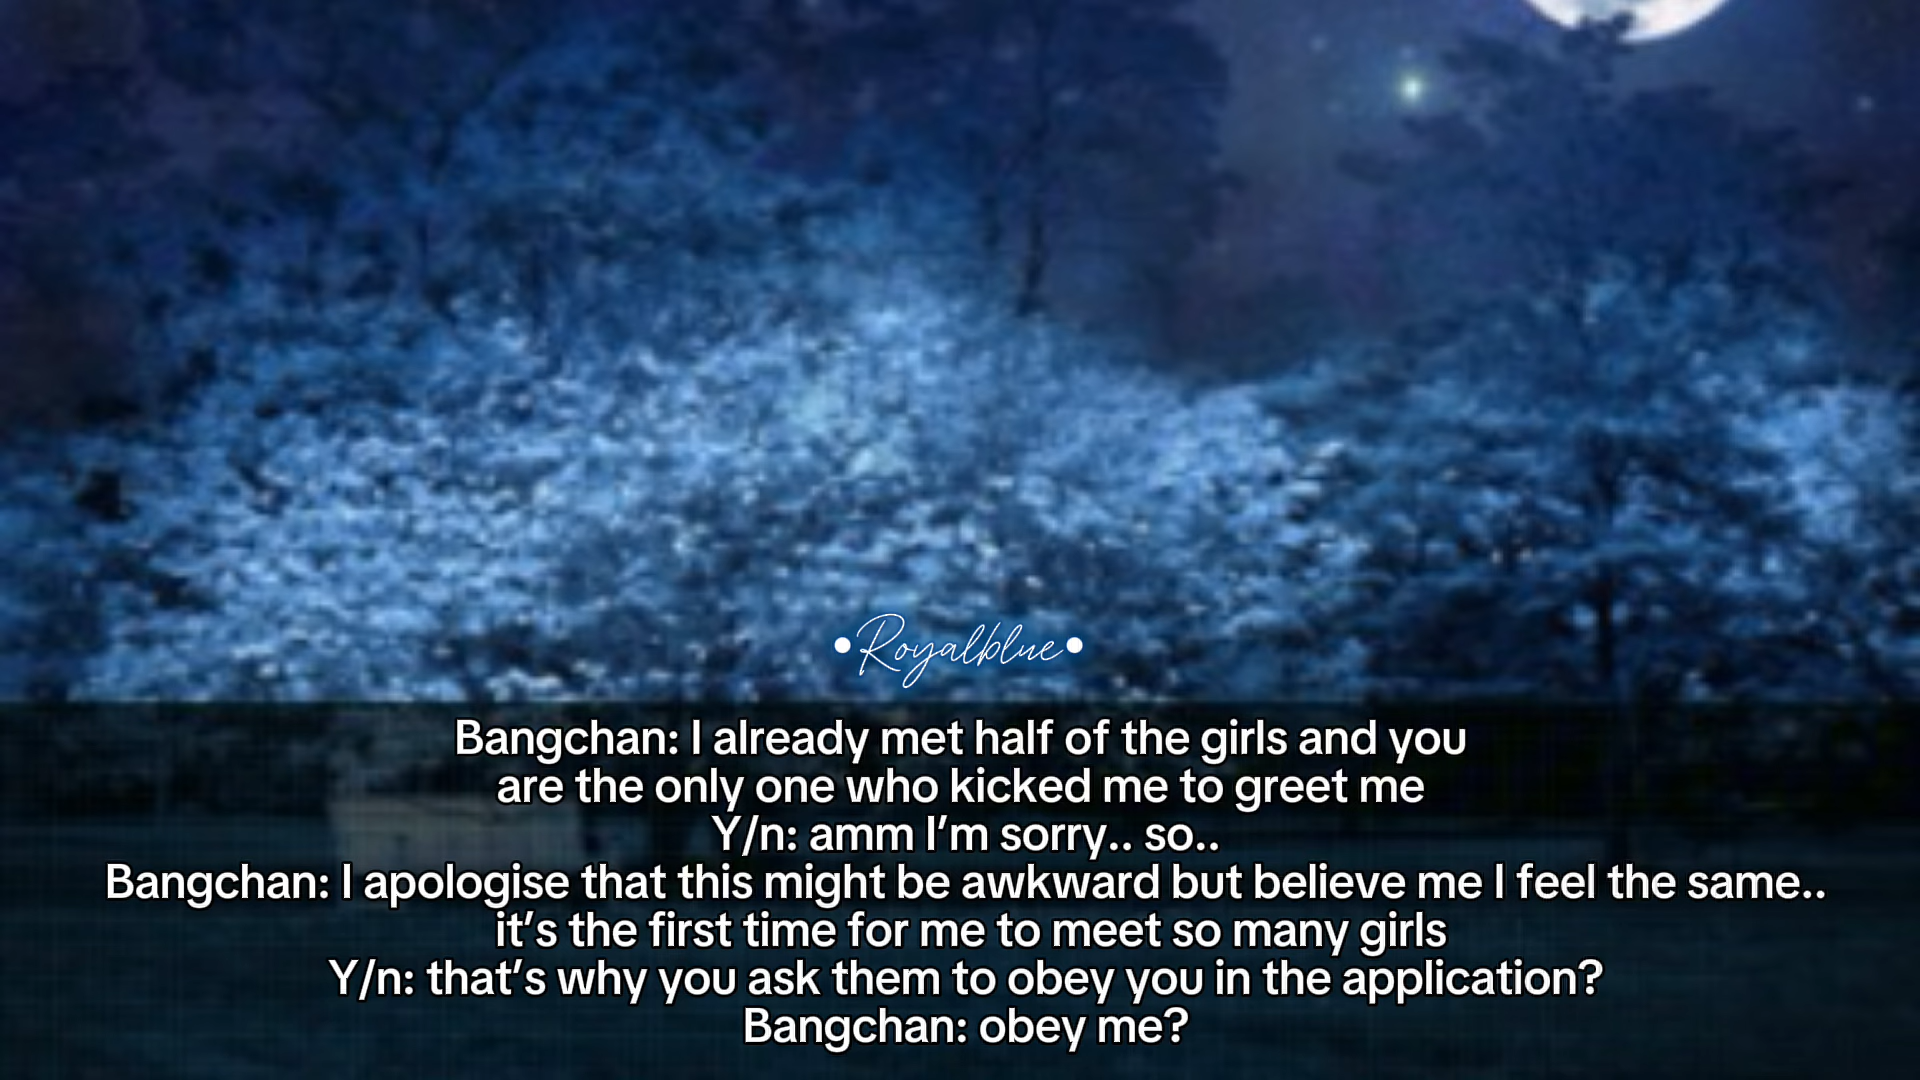 •Royalblue•
Bangchan: I already met half of the girls and you
are the only one who kicked me to greet me
Y/n: amm I’m sorry.. so..
Bangchan: I apologise that this might be awkward but believe me I feel the same..
it’s the first time for me to meet so many girls
Y/n: that’s why you ask them to obey you in the application?
Bangchan: obey me?